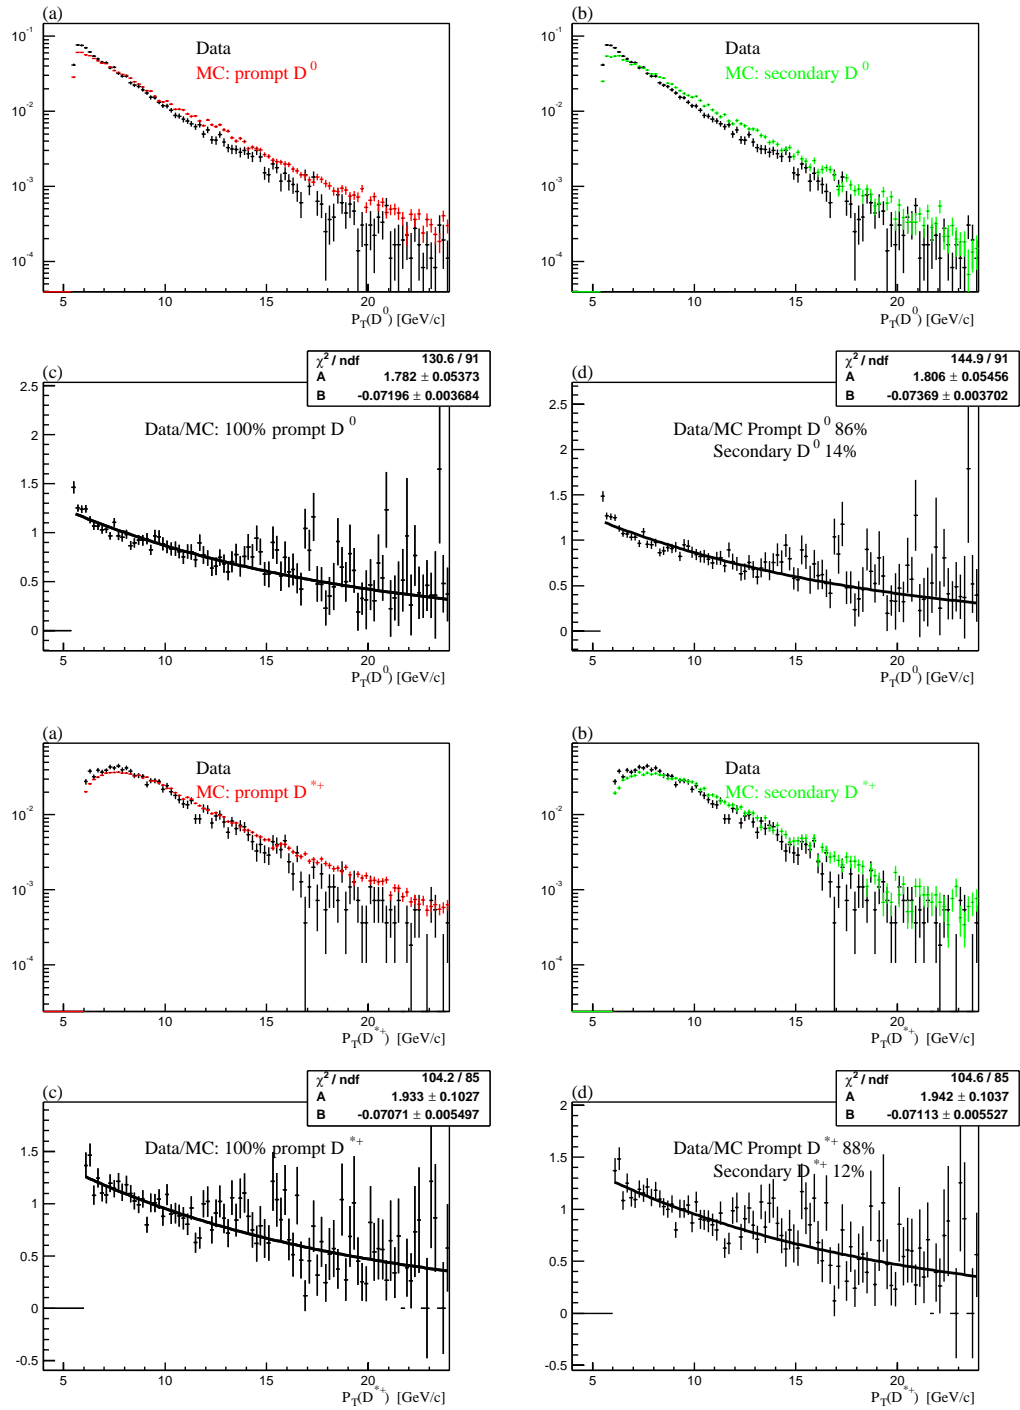 (a)
Data
MC: prompt D^0
10^-1
10^-2
10^-3
10^-4
5 10 15 20
P_T(D^0) [GeV/c]
(b)
Data
MC: secondary D^0
10^-1
10^-2
10^-3
10^-4
5 10 15 20
P_T(D^0) [GeV/c]
(c)
χ^2 / ndf 130.6 / 91
A 1.782 ± 0.05373
B -0.07196 ± 0.003684
Data/MC: 100% prompt D^0
2.5
2
1.5
1
0.5
0
5 10 15 20
P_T(D^0) [GeV/c]
(d)
χ^2 / ndf 144.9 / 91
A 1.806 ± 0.05456
B -0.07369 ± 0.003702
Data/MC Prompt D^0 86%
Secondary D^0 14%
2.5
2
1.5
1
0.5
0
5 10 15 20
P_T(D^0) [GeV/c]
(a)
Data
MC: prompt D^*+
10^-2
10^-3
10^-4
5 10 15 20
P_T(D^*+) [GeV/c]
(b)
Data
MC: secondary D^*+
10^-2
10^-3
10^-4
5 10 15 20
P_T(D^*+) [GeV/c]
(c)
χ^2 / ndf 104.2 / 85
A 1.933 ± 0.1027
B -0.07071 ± 0.005497
Data/MC: 100% prompt D^*+
1.5
1
0.5
0
-0.5
5 10 15 20
P_T(D^*+) [GeV/c]
(d)
χ^2 / ndf 104.6 / 85
A 1.942 ± 0.1037
B -0.07113 ± 0.005527
Data/MC Prompt D^*+ 88%
Secondary D^*+ 12%
2
1.5
1
0.5
0
-0.5
5 10 15 20
P_T(D^*+) [GeV/c]